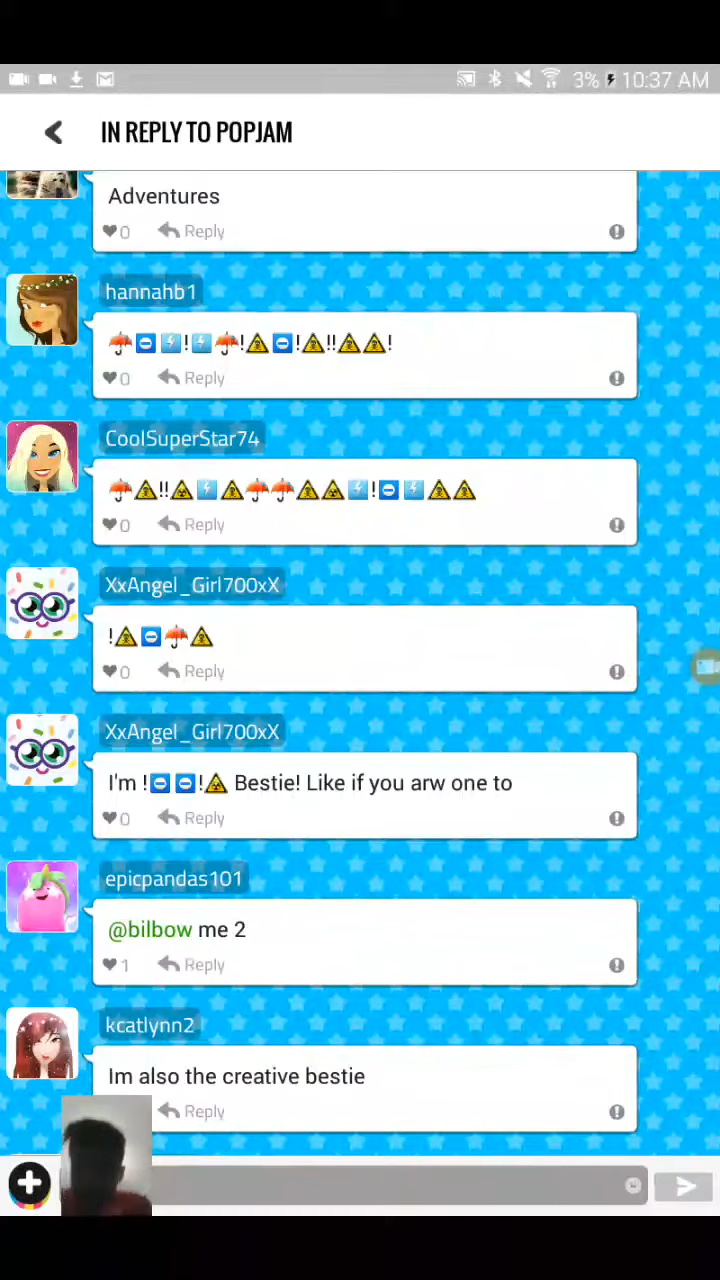 3% 10:37 AM
IN REPLY TO POPJAM
Adventures
0 Reply
hannahb1
☂⛔⚡!⚡☂!☠⛔!☠!!☠☠!
0 Reply
CoolSuperStar74
☂☠!!☢⚡☠☂☂☠☢⚡!⛔⚡☠☠
0 Reply
XxAngel_Girl700xX
!☠⛔☂☠
0 Reply
XxAngel_Girl700xX
I'm !⛔⛔!☢ Bestie! Like if you arw one to
0 Reply
epicpandas101
@bilbow me 2
1 Reply
kcatlynn2
Im also the creative bestie
Reply